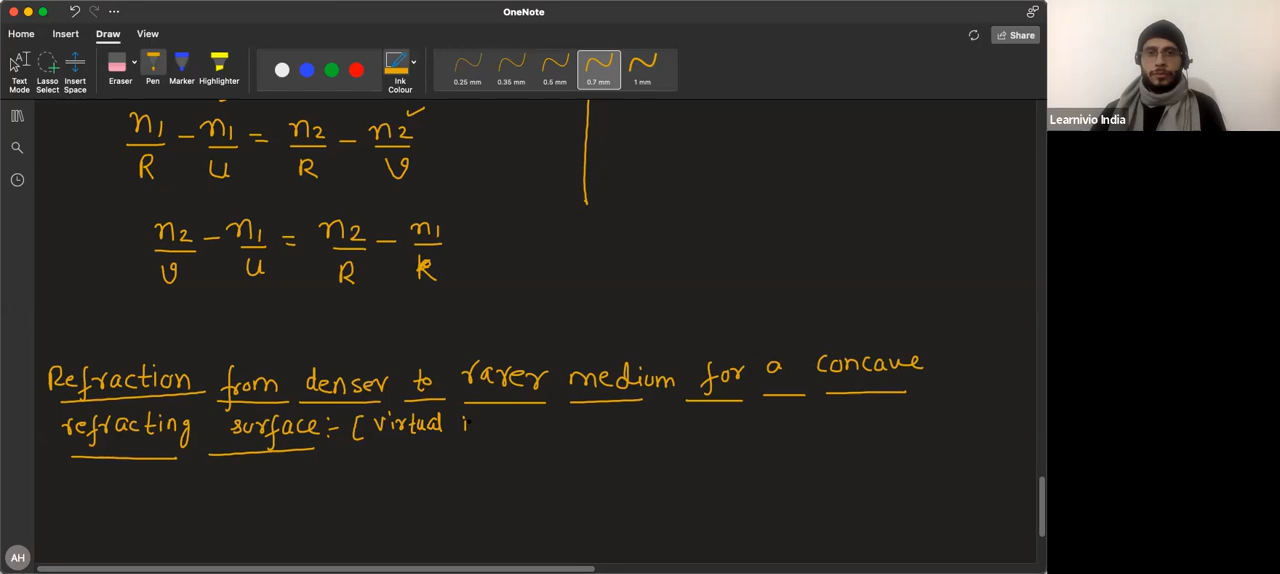 OneNote
Home Insert Draw View
Share
Text Mode Lasso Select Insert Space Eraser Pen Marker Highlighter Ink Colour 0.25 mm 0.35 mm 0.5 mm 0.7 mm 1 mm
Learnivio India
n1/R − n1/u = n2/R − n2/v
n2/v − n1/u = n2/R − n1/R
Refraction from denser to rarer medium for a concave
refracting surface:- [ virtual i
AH